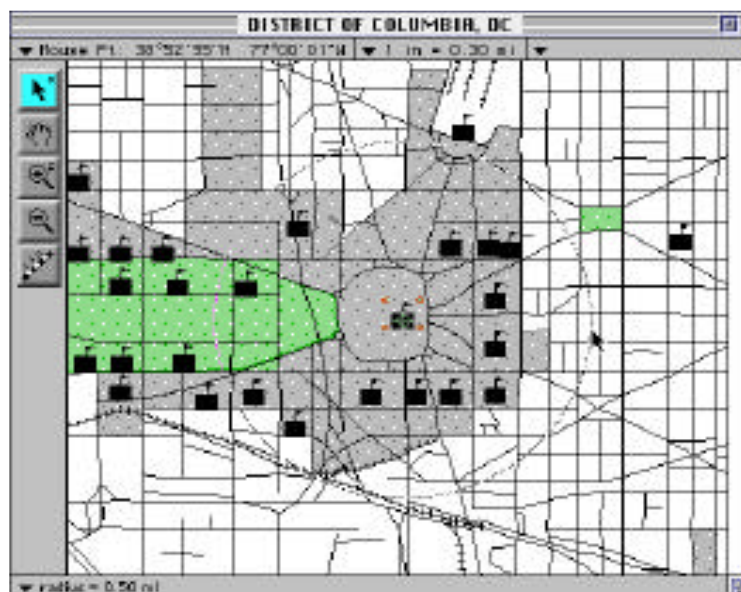 DISTRICT OF COLUMBIA, DC
Mouse Pt 38°52'55"N 77°00'01"W 1 in = 0.30 mi
radius = 0.50 mi